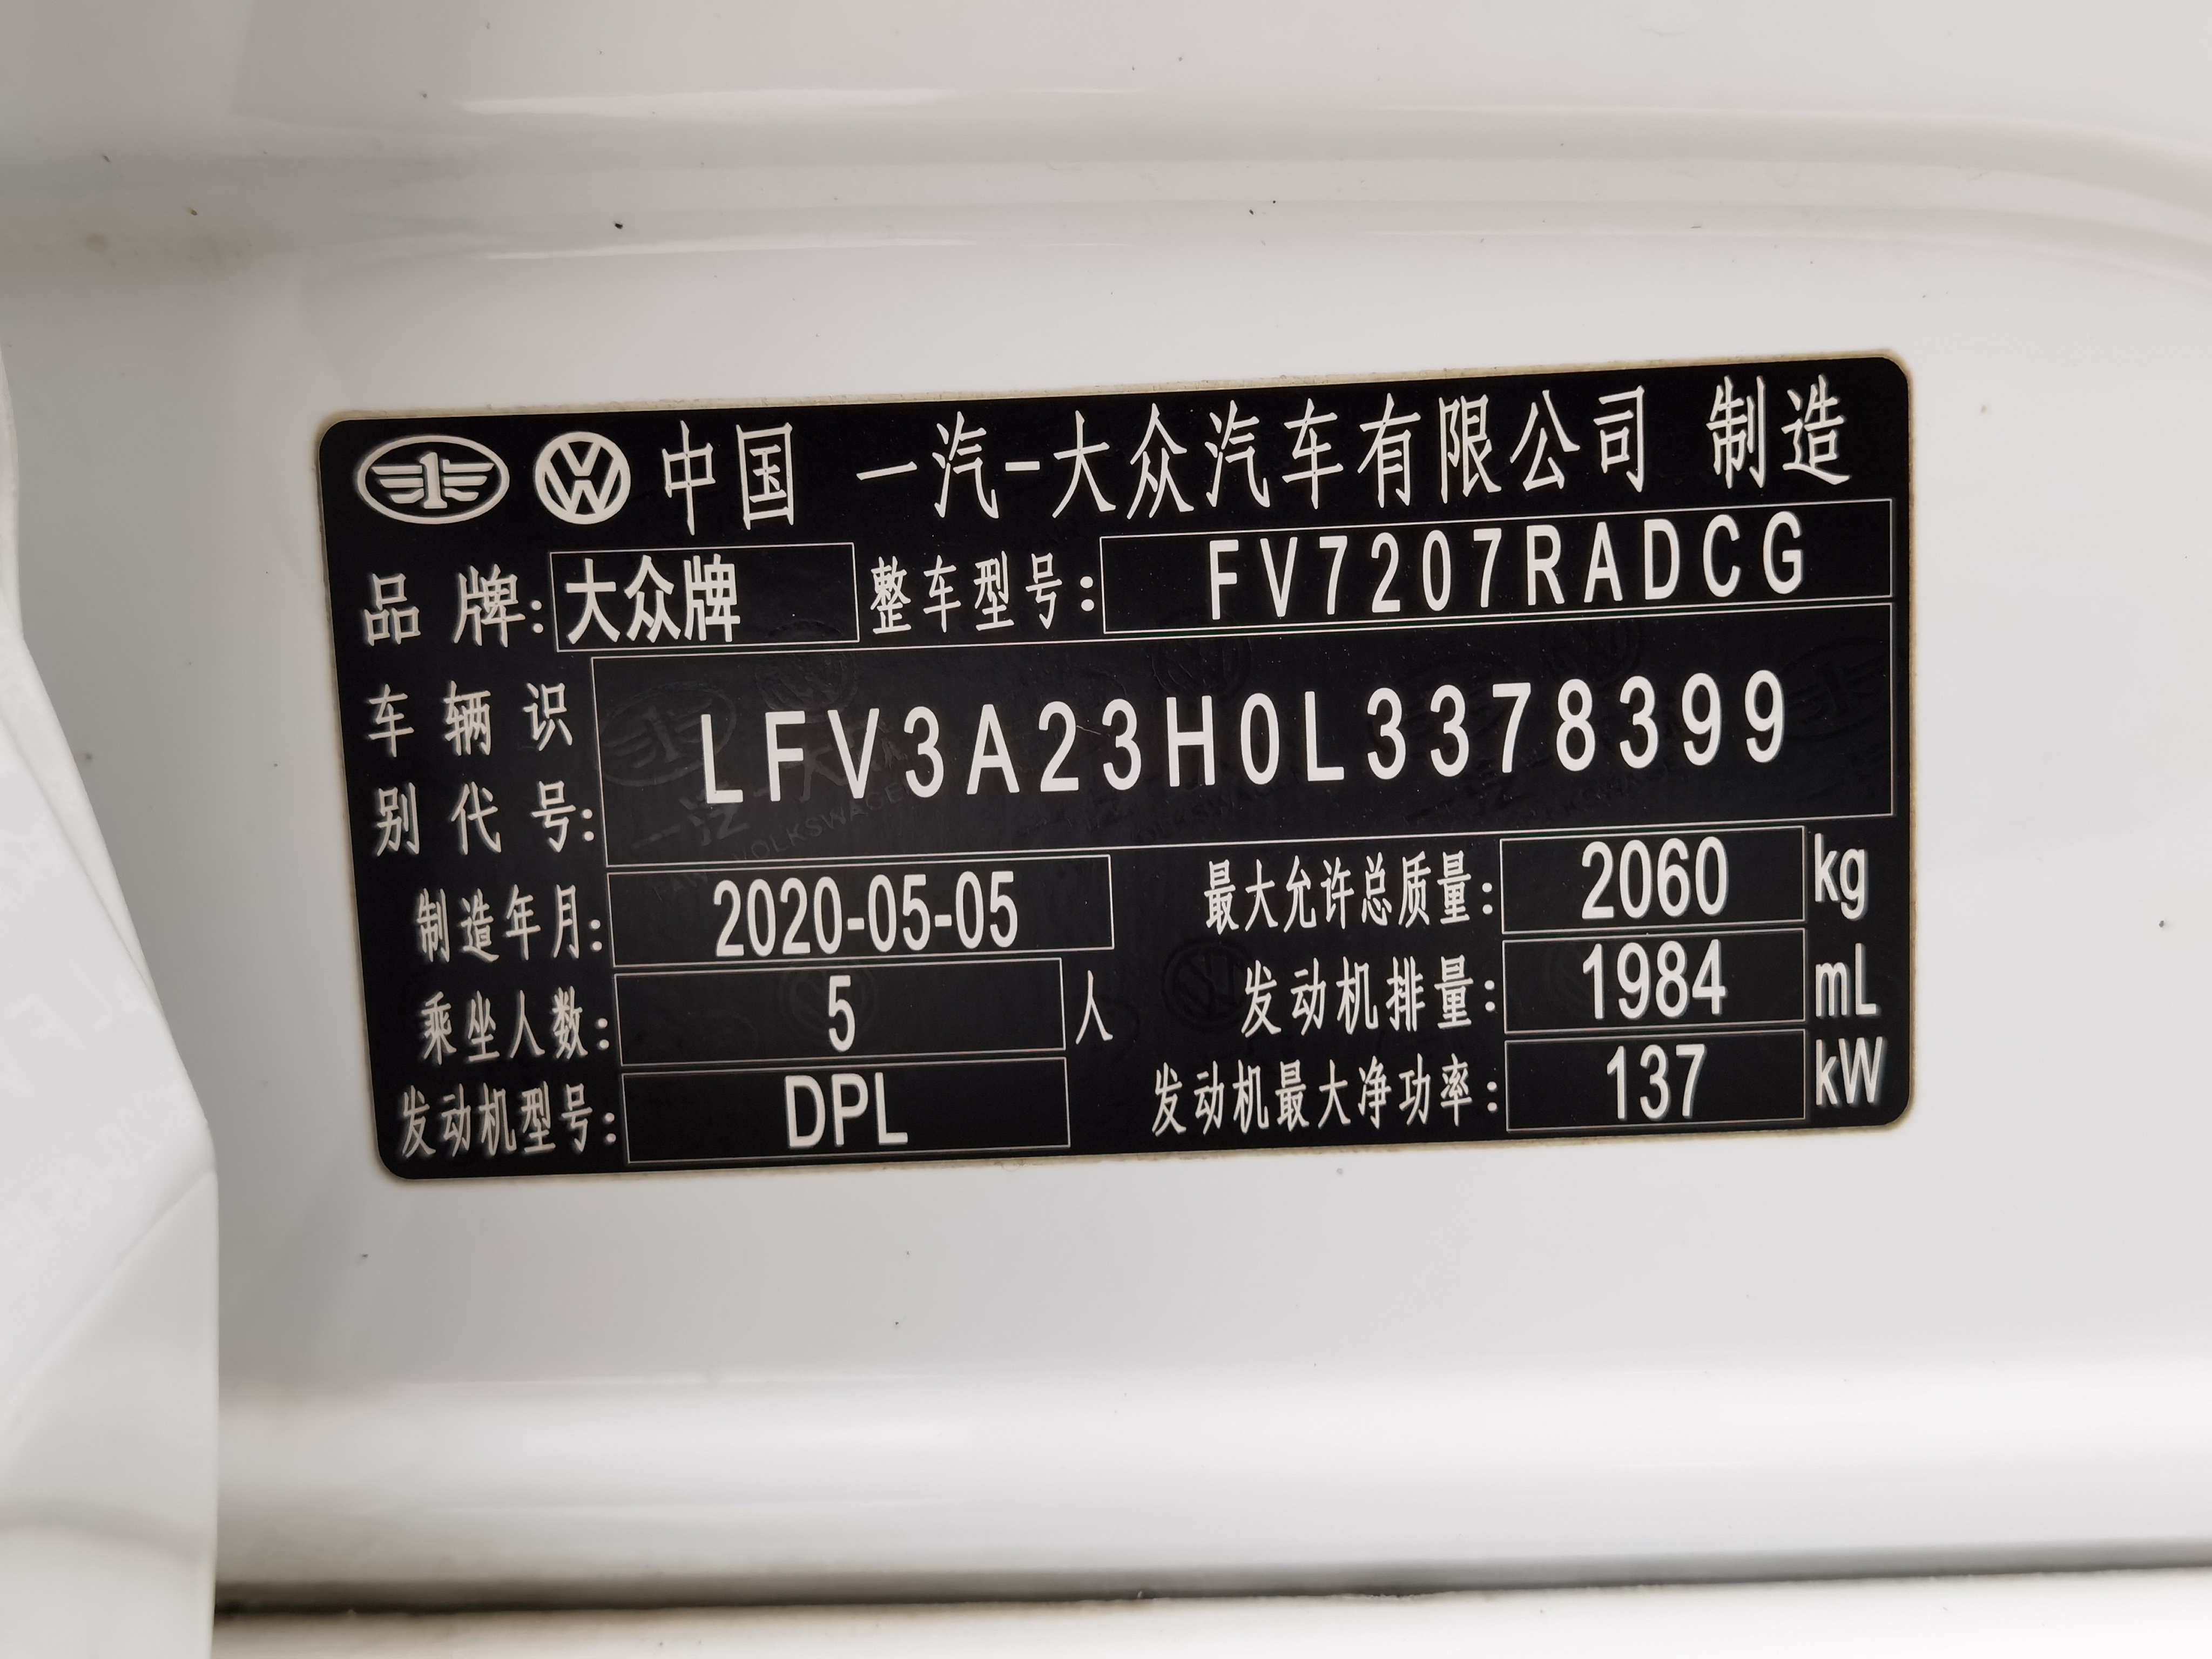 中国 一汽-大众汽车有限公司 制造
品牌: 大众牌 整车型号: FV7207RADCG
车辆识别代号: LFV3A23H0L3378399
制造年月: 2020-05-05 最大允许总质量: 2060 kg
乘坐人数: 5 人 发动机排量: 1984 mL
发动机型号: DPL 发动机最大净功率: 137 kW